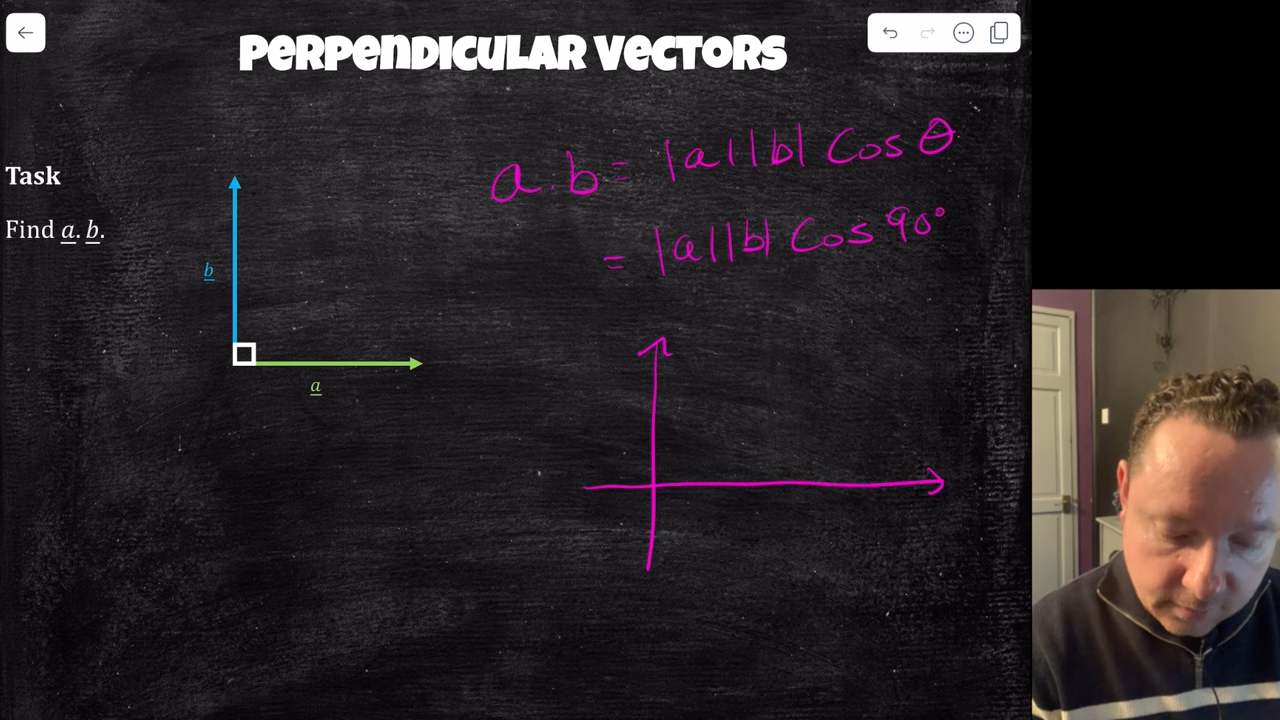 PERPENDICULAR VECTORS
Task
Find a. b.
b
a
a.b = |a||b| Cos θ
= |a||b| Cos 90°